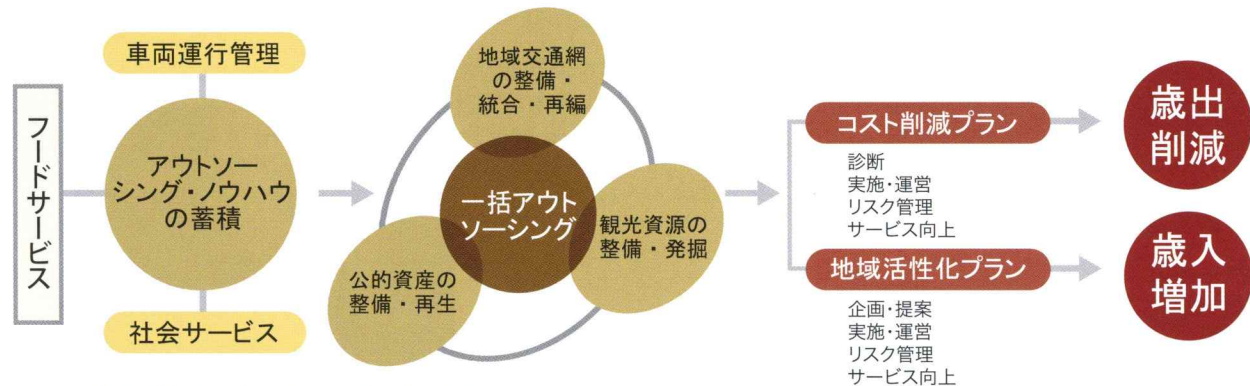 フードサービス
車両運行管理
アウトソー
シング・ノウハウ
の蓄積
社会サービス
地域交通網
の整備・
統合・再編
一括アウト
ソーシング
観光資源の
整備・発掘
公的資産の
整備・再生
コスト削減プラン
診断
実施・運営
リスク管理
サービス向上
歳出
削減
地域活性化プラン
企画・提案
実施・運営
リスク管理
サービス向上
歳入
増加